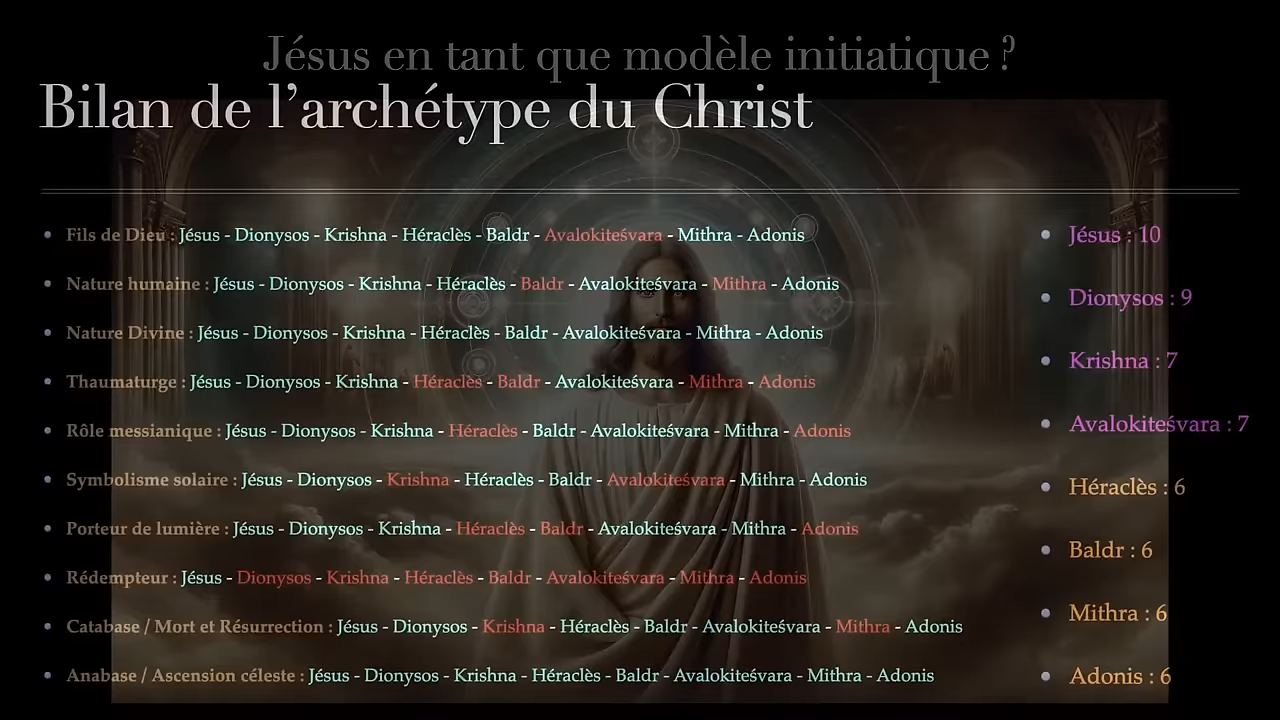 Jésus en tant que modèle initiatique ?
Bilan de l'archétype du Christ
• Fils de Dieu : Jésus - Dionysos - Krishna - Héraclès - Baldr - Avalokiteśvara - Mithra - Adonis
• Nature humaine : Jésus - Dionysos - Krishna - Héraclès - Baldr - Avalokiteśvara - Mithra - Adonis
• Nature Divine : Jésus - Dionysos - Krishna - Héraclès - Baldr - Avalokiteśvara - Mithra - Adonis
• Thaumaturge : Jésus - Dionysos - Krishna - Héraclès - Baldr - Avalokiteśvara - Mithra - Adonis
• Rôle messianique : Jésus - Dionysos - Krishna - Héraclès - Baldr - Avalokiteśvara - Mithra - Adonis
• Symbolisme solaire : Jésus - Dionysos - Krishna - Héraclès - Baldr - Avalokiteśvara - Mithra - Adonis
• Porteur de lumière : Jésus - Dionysos - Krishna - Héraclès - Baldr - Avalokiteśvara - Mithra - Adonis
• Rédempteur : Jésus - Dionysos - Krishna - Héraclès - Baldr - Avalokiteśvara - Mithra - Adonis
• Catabase / Mort et Résurrection : Jésus - Dionysos - Krishna - Héraclès - Baldr - Avalokiteśvara - Mithra - Adonis
• Anabase / Ascension céleste : Jésus - Dionysos - Krishna - Héraclès - Baldr - Avalokiteśvara - Mithra - Adonis
• Jésus : 10
• Dionysos : 9
• Krishna : 7
• Avalokiteśvara : 7
• Héraclès : 6
• Baldr : 6
• Mithra : 6
• Adonis : 6